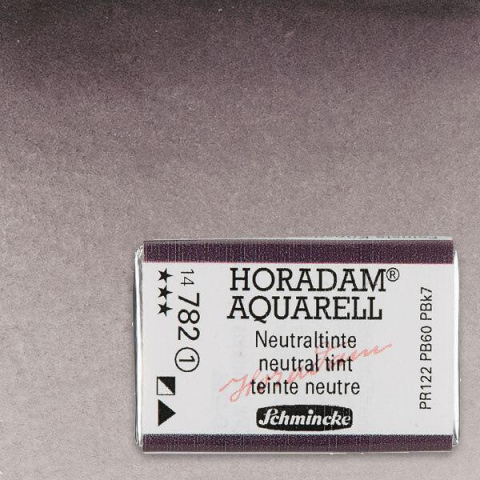 HORADAM®
AQUARELL
Neutraltinte
neutral tint
teinte neutre
Schmincke
14 782 1
PR122 PB60 PBk7